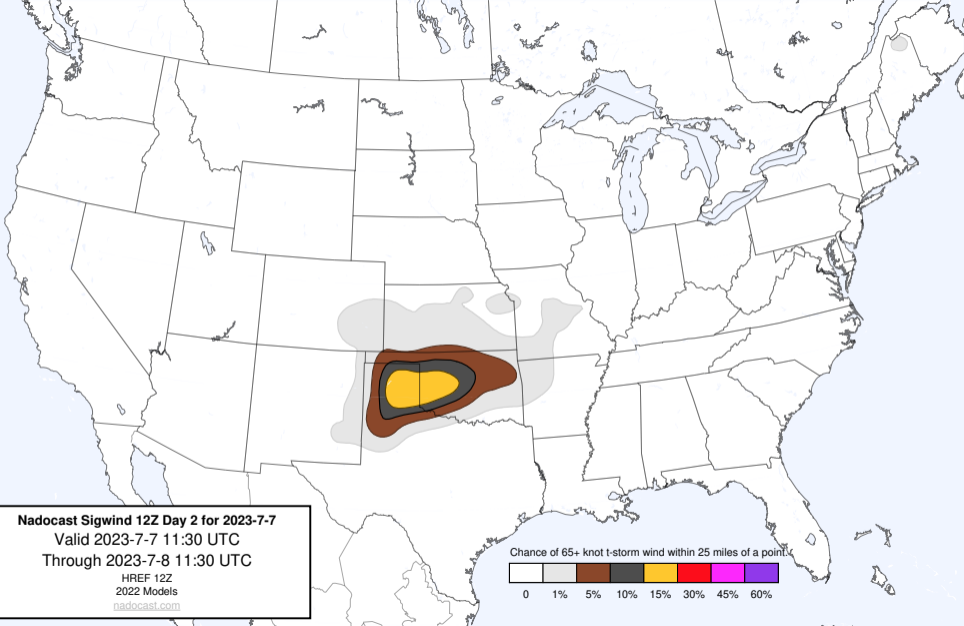 Nadocast Sigwind 12Z Day 2 for 2023-7-7
Valid 2023-7-7 11:30 UTC
Through 2023-7-8 11:30 UTC
HREF 12Z
2022 Models
nadocast.com
Chance of 65+ knot t-storm wind within 25 miles of a point.
0 1% 5% 10% 15% 30% 45% 60%